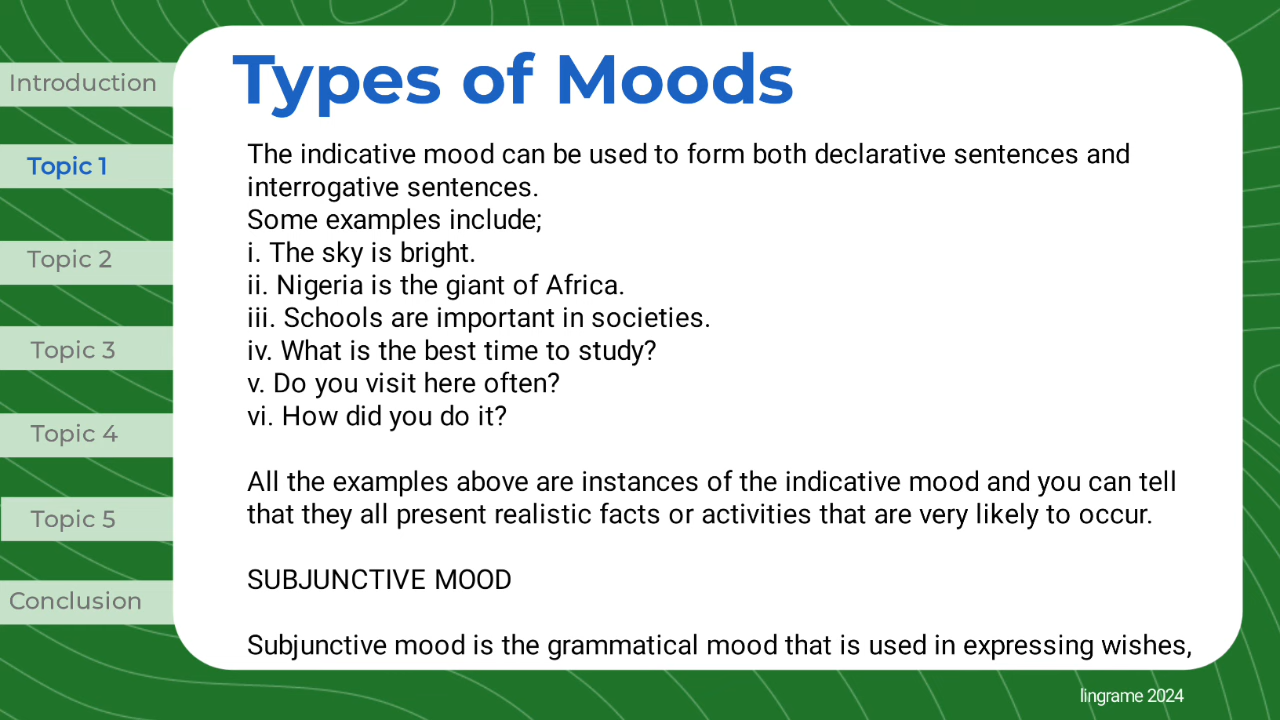 Types of Moods
Introduction
Topic 1
Topic 2
Topic 3
Topic 4
Topic 5
Conclusion
The indicative mood can be used to form both declarative sentences and
interrogative sentences.
Some examples include;
i. The sky is bright.
ii. Nigeria is the giant of Africa.
iii. Schools are important in societies.
iv. What is the best time to study?
v. Do you visit here often?
vi. How did you do it?
All the examples above are instances of the indicative mood and you can tell
that they all present realistic facts or activities that are very likely to occur.
SUBJUNCTIVE MOOD
Subjunctive mood is the grammatical mood that is used in expressing wishes,
lingrame 2024